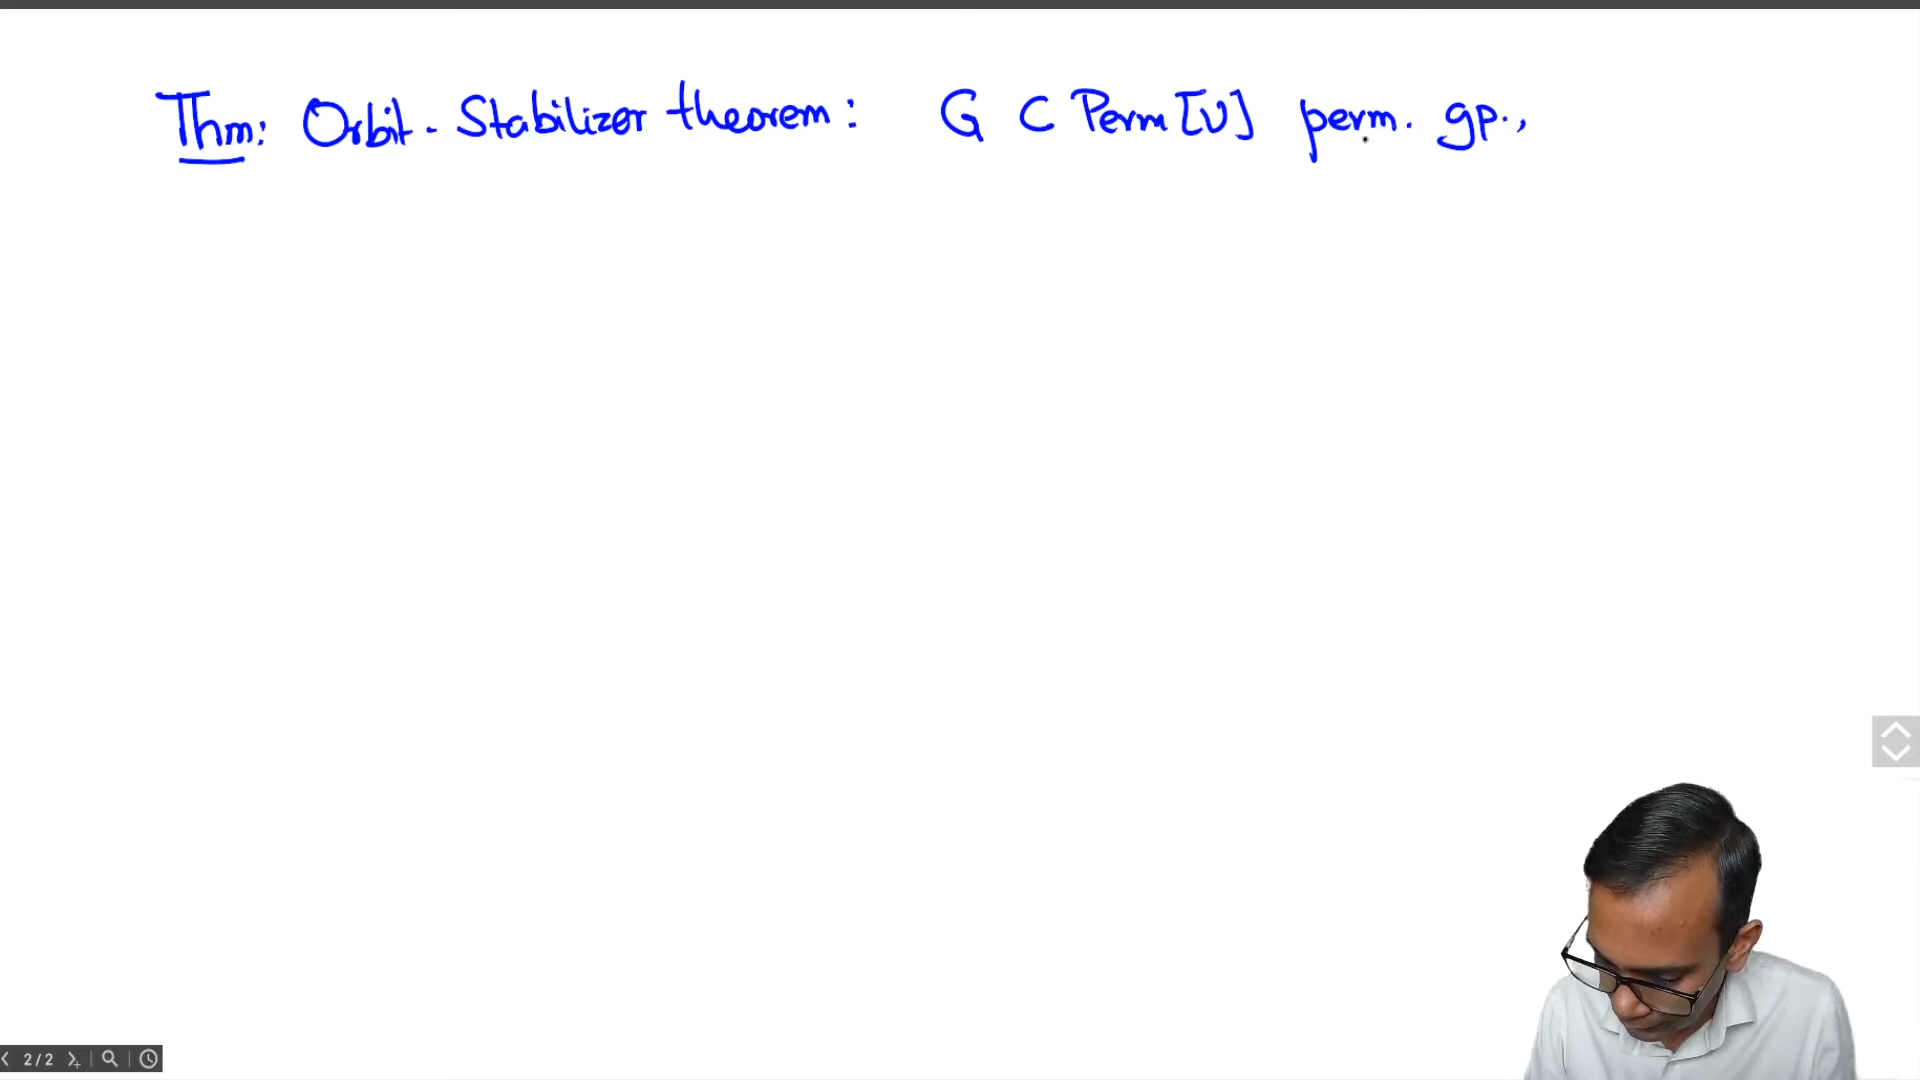 Thm: Orbit - Stabilizer theorem: G ⊂ Perm [U] perm. gp.,
2/2